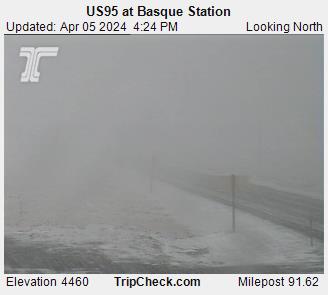 US95 at Basque Station
Updated: Apr 05 2024 4:24 PM Looking North
Elevation 4460 TripCheck.com Milepost 91.62